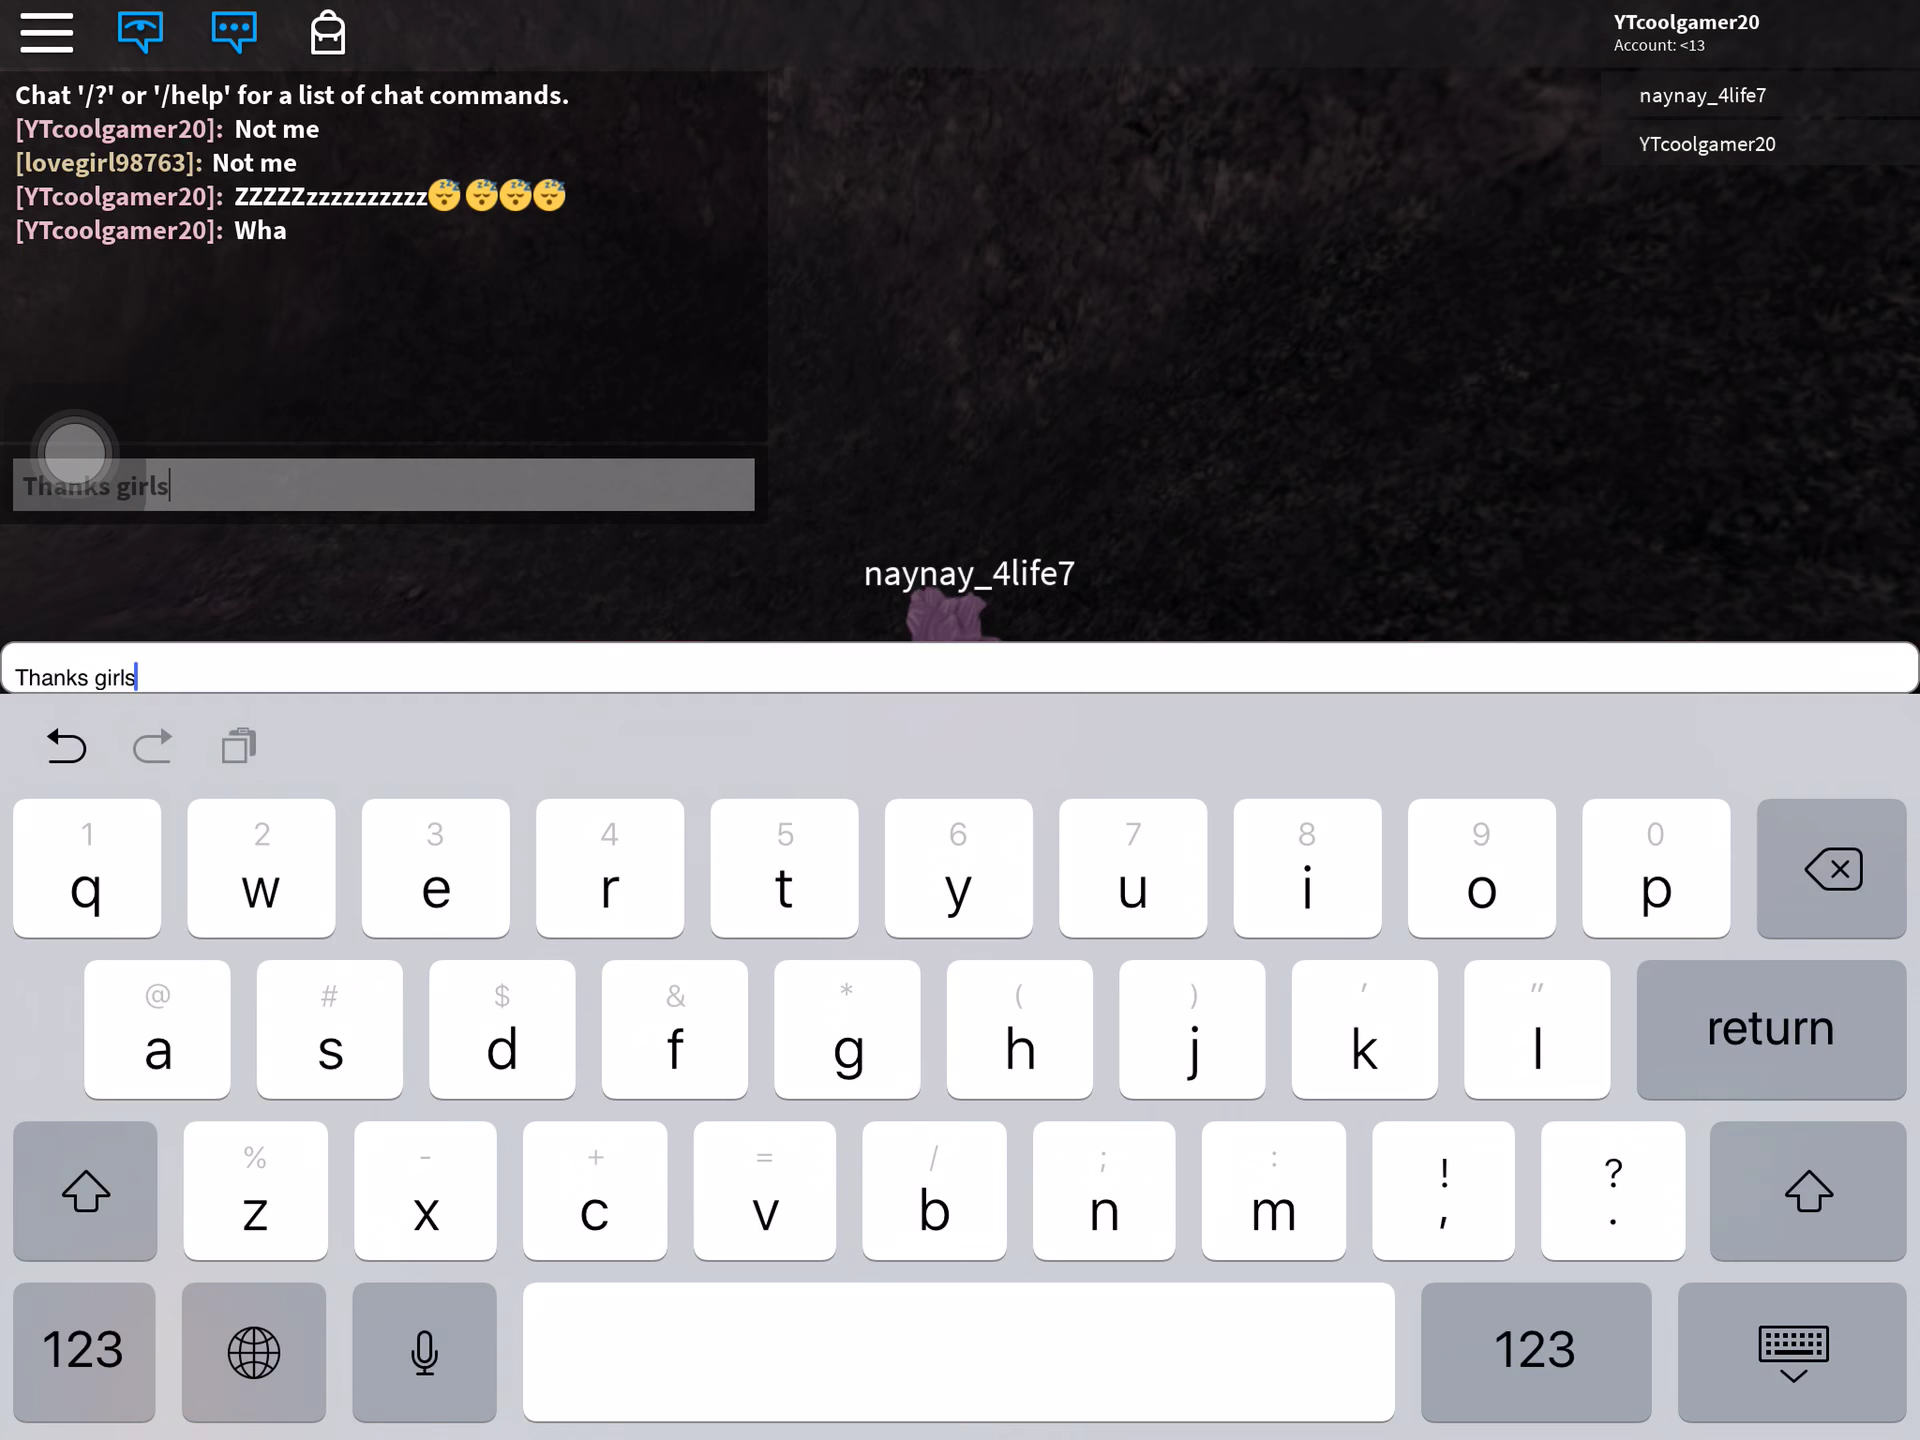 YTcoolgamer20
Account: <13
naynay_4life7
YTcoolgamer20
Chat '/?' or '/help' for a list of chat commands.
[YTcoolgamer20]: Not me
[lovegirl98763]: Not me
[YTcoolgamer20]: ZZZZZzzzzzzzzzz😴 😴😴😴
[YTcoolgamer20]: Wha
Thanks girls
naynay_4life7
Thanks girls
1 2 3 4 5 6 7 8 9 0
q w e r t y u i o p
@ # $ & * ( ) ' "
a s d f g h j k l return
% - + = / ; : ! ?
z x c v b n m , .
123 123